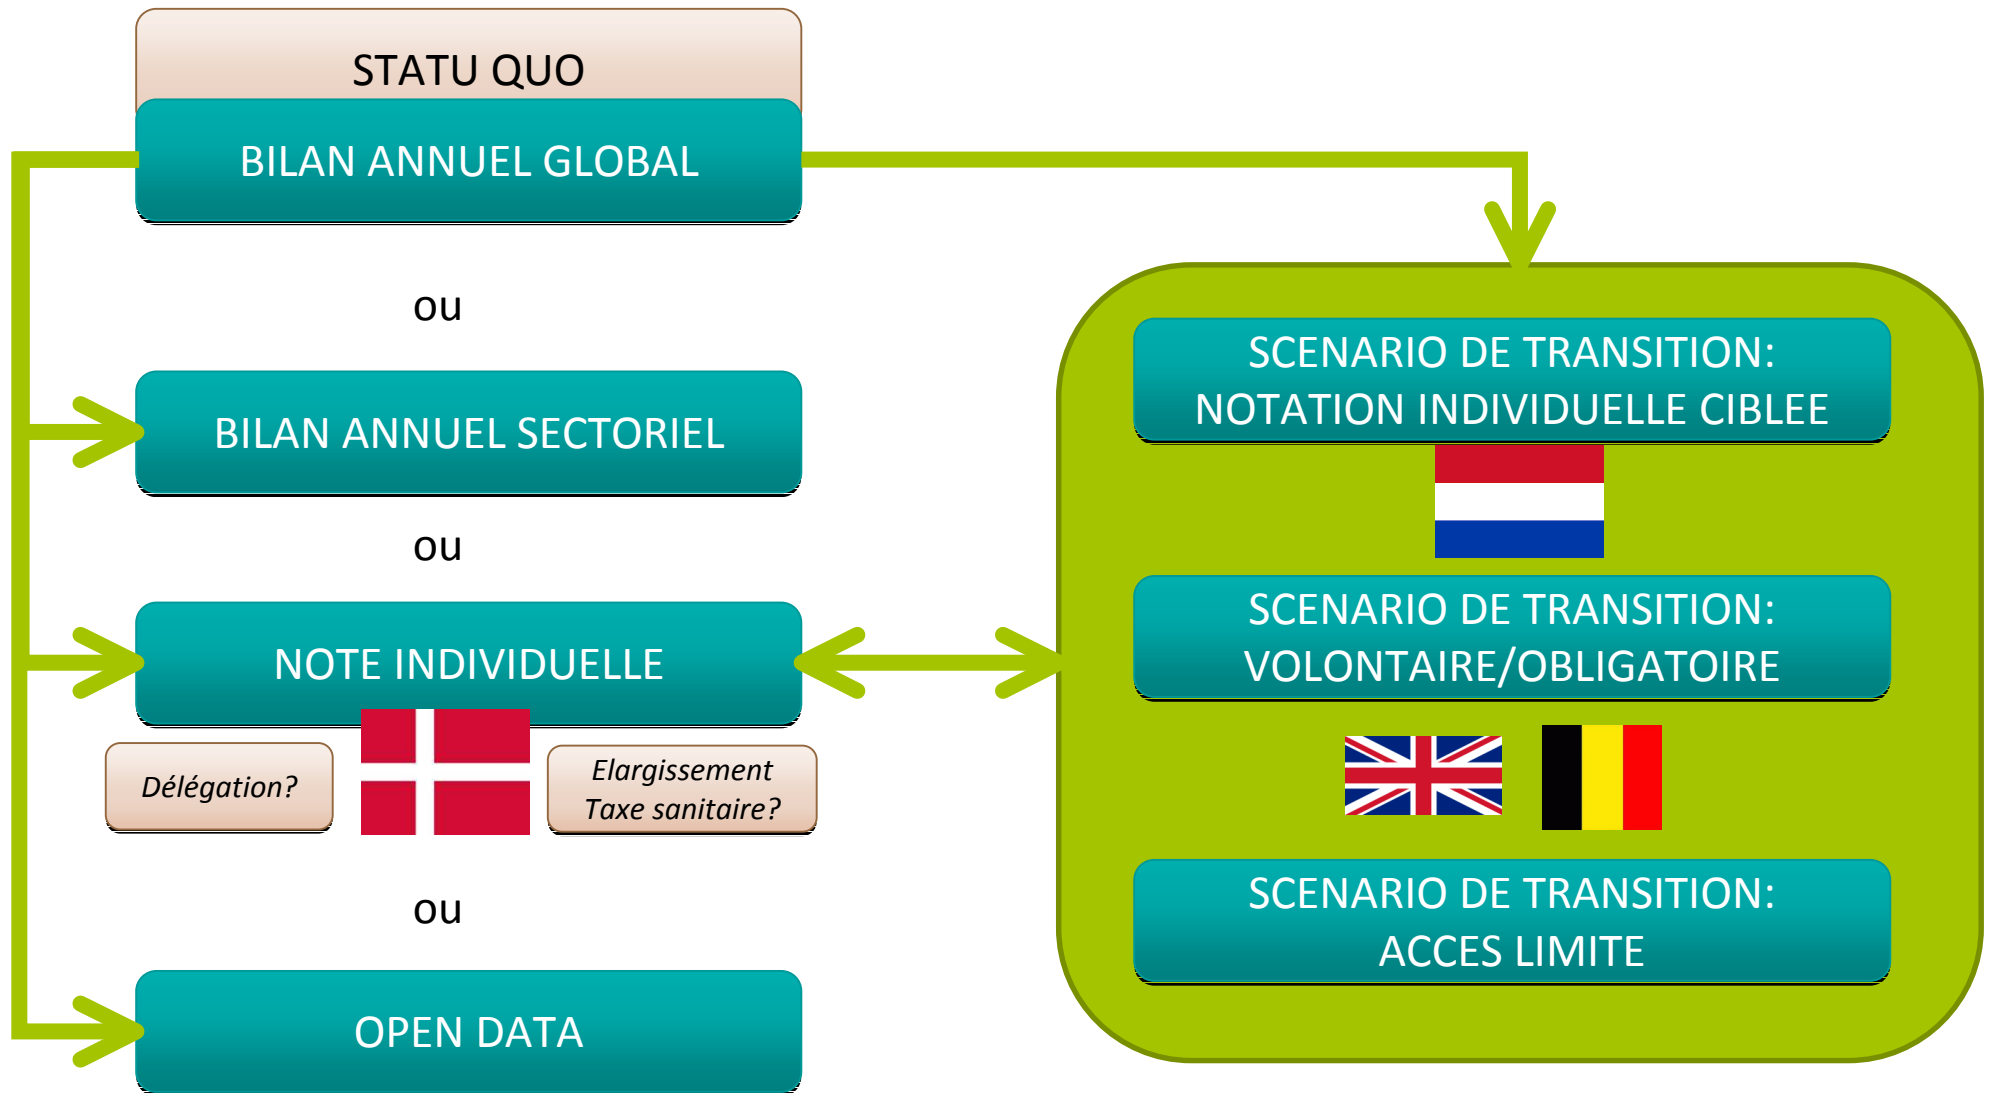 STATU QUO
BILAN ANNUEL GLOBAL
ou
BILAN ANNUEL SECTORIEL
ou
NOTE INDIVIDUELLE
Délégation?
Elargissement
Taxe sanitaire?
ou
OPEN DATA
SCENARIO DE TRANSITION:
NOTATION INDIVIDUELLE CIBLEE
SCENARIO DE TRANSITION:
VOLONTAIRE/OBLIGATOIRE
SCENARIO DE TRANSITION:
ACCES LIMITE